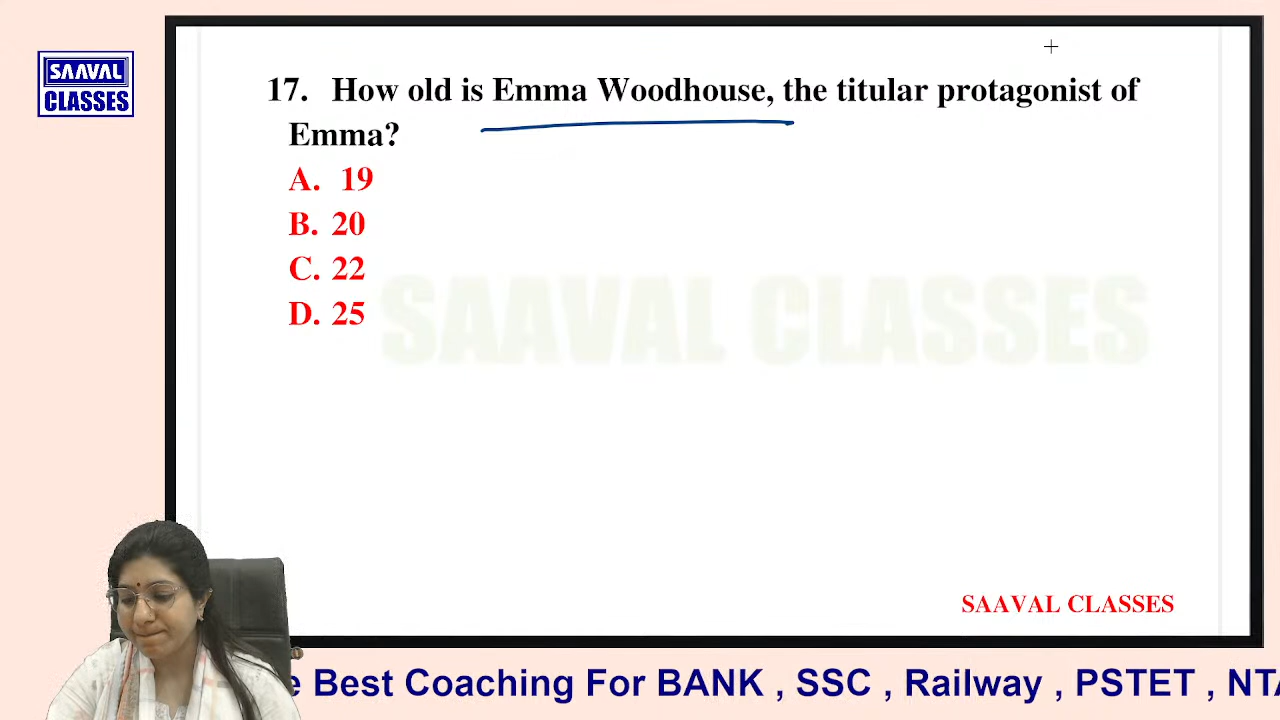 SAAVAL
CLASSES
17. How old is Emma Woodhouse, the titular protagonist of
Emma?
A. 19
B. 20
C. 22
D. 25
SAAVAL CLASSES
SAAVAL CLASSES
e Best Coaching For BANK , SSC , Railway , PSTET , NTA